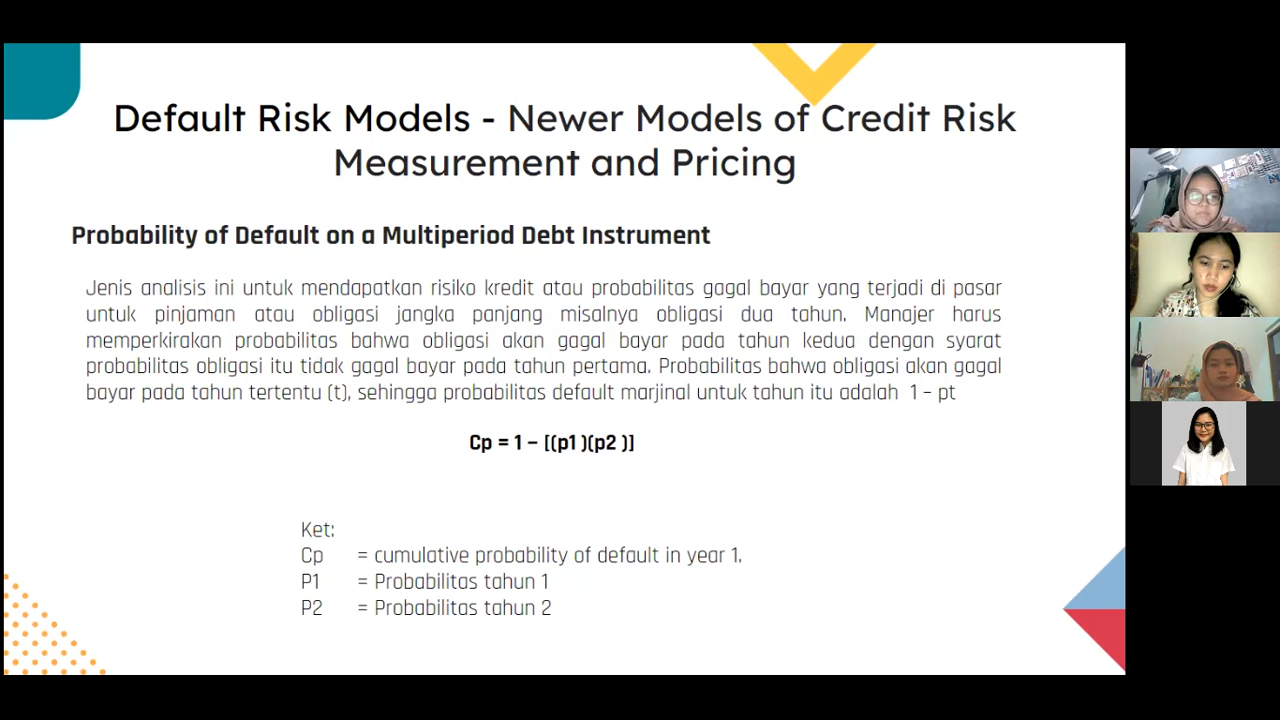 Default Risk Models - Newer Models of Credit Risk
Measurement and Pricing
Probability of Default on a Multiperiod Debt Instrument
Jenis analisis ini untuk mendapatkan risiko kredit atau probabilitas gagal bayar yang terjadi di pasar
untuk pinjaman atau obligasi jangka panjang misalnya obligasi dua tahun. Manajer harus
memperkirakan probabilitas bahwa obligasi akan gagal bayar pada tahun kedua dengan syarat
probabilitas obligasi itu tidak gagal bayar pada tahun pertama. Probabilitas bahwa obligasi akan gagal
bayar pada tahun tertentu (t), sehingga probabilitas default marjinal untuk tahun itu adalah 1 – pt
Cp = 1 – [(p1 )(p2 )]
Ket:
Cp = cumulative probability of default in year 1.
P1 = Probabilitas tahun 1
P2 = Probabilitas tahun 2